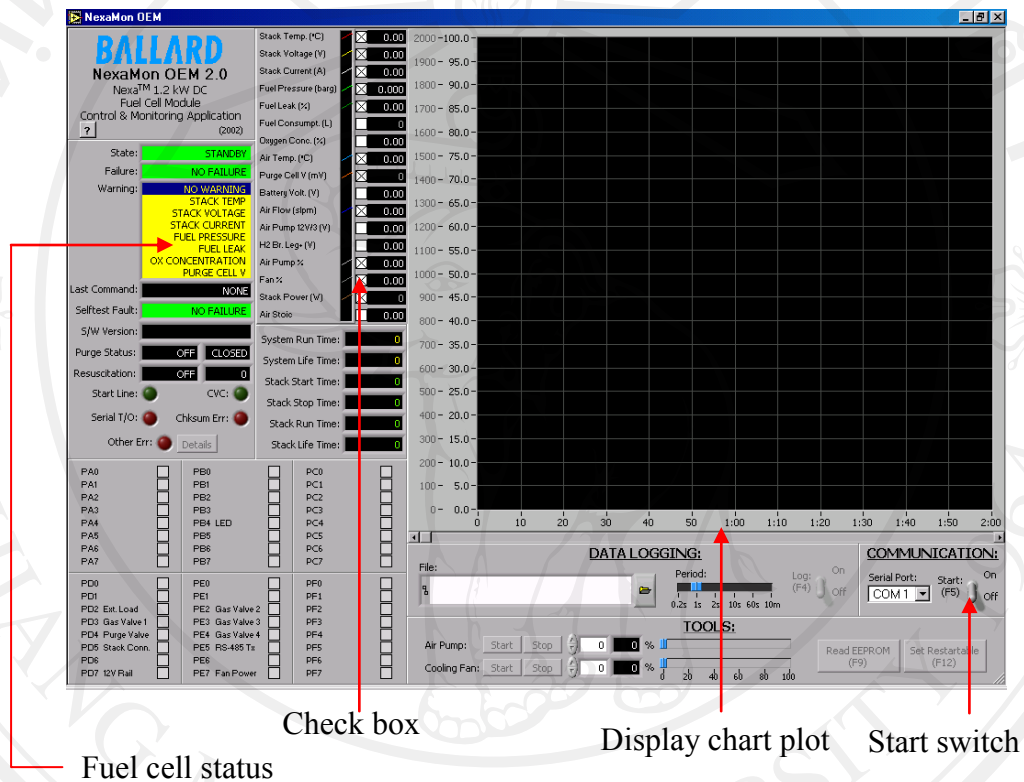 NexaMon OEM
BALLARD
NexaMon OEM 2.0
Nexa™ 1.2 kW DC
Fuel Cell Module
Control & Monitoring Application
? (2002)
State: STANDBY
Failure: NO FAILURE
Warning: NO WARNING
STACK TEMP
STACK VOLTAGE
STACK CURRENT
FUEL PRESSURE
FUEL LEAK
OX CONCENTRATION
PURGE CELL V
Last Command: NONE
Selftest Fault: NO FAILURE
S/W Version:
Purge Status: OFF CLOSED
Resuscitation: OFF 0
Start Line: CVC:
Serial T/O: Chksum Err:
Other Err: Details
Stack Temp. (°C) 0.00
Stack Voltage (V) 0.00
Stack Current (A) 0.00
Fuel Pressure (barg) 0.000
Fuel Leak (%) 0.00
Fuel Consumpt. (L) 0
Oxygen Conc. (%) 0.00
Air Temp. (°C) 0.00
Purge Cell V (mV) 0
Battery Volt. (V) 0.00
Air Flow (slpm) 0.00
Air Pump 12V/3 (V) 0.00
H2 Br. Leg+ (V) 0.00
Air Pump % 0.00
Fan % 0.00
Stack Power (W) 0
Air Stoic 0.00
System Run Time: 0
System Life Time: 0
Stack Start Time: 0
Stack Stop Time: 0
Stack Run Time: 0
Stack Life Time: 0
2000 100.0
1900 95.0
1800 90.0
1700 85.0
1600 80.0
1500 75.0
1400 70.0
1300 65.0
1200 60.0
1100 55.0
1000 50.0
900 45.0
800 40.0
700 35.0
600 30.0
500 25.0
400 20.0
300 15.0
200 10.0
100 5.0
0 0.0
0 10 20 30 40 50 1:00 1:10 1:20 1:30 1:40 1:50 2:00
PA0 PB0 PC0
PA1 PB1 PC1
PA2 PB2 PC2
PA3 PB3 PC3
PA4 PB4 LED PC4
PA5 PB5 PC5
PA6 PB6 PC6
PA7 PB7 PC7
PD0 PE0 PF0
PD1 PE1 PF1
PD2 Ext. Load PE2 Gas Valve 2 PF2
PD3 Gas Valve 1 PE3 Gas Valve 3 PF3
PD4 Purge Valve PE4 Gas Valve 4 PF4
PD5 Stack Conn. PE5 RS-485 Tx PF5
PD6 PE6 PF6
PD7 12V Rail PE7 Fan Power PF7
DATA LOGGING:
File:
Period:
0.2s 1s 2s 10s 60s 10m
Log: (F4) On Off
COMMUNICATION:
Serial Port: COM 1
Start: (F5) On Off
TOOLS:
Air Pump: Start Stop 0 0 %
Cooling Fan: Start Stop 0 0 %
0 20 40 60 80 100
Read EEPROM (F9)
Set Restartable (F12)
Check box
Display chart plot
Start switch
Fuel cell status